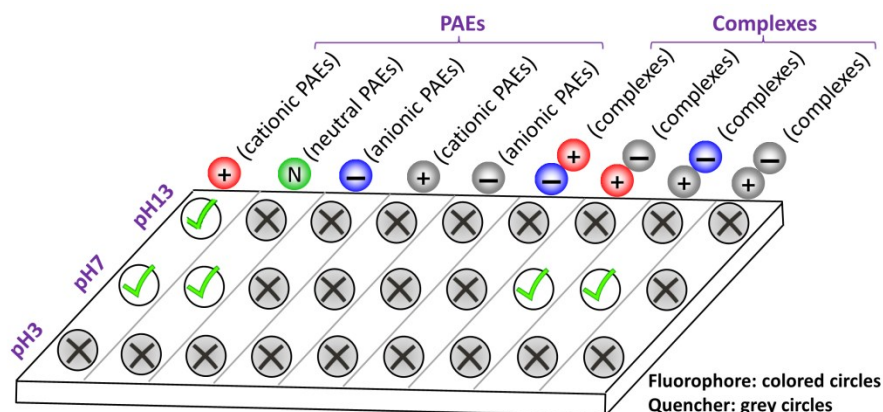 PAEs
Complexes
+ (cationic PAEs)
N (neutral PAEs)
− (anionic PAEs)
+ (cationic PAEs)
− (anionic PAEs)
− + (complexes)
+ − (complexes)
+ − (complexes)
+ − (complexes)
pH13
pH7
pH3
Fluorophore: colored circles
Quencher: grey circles